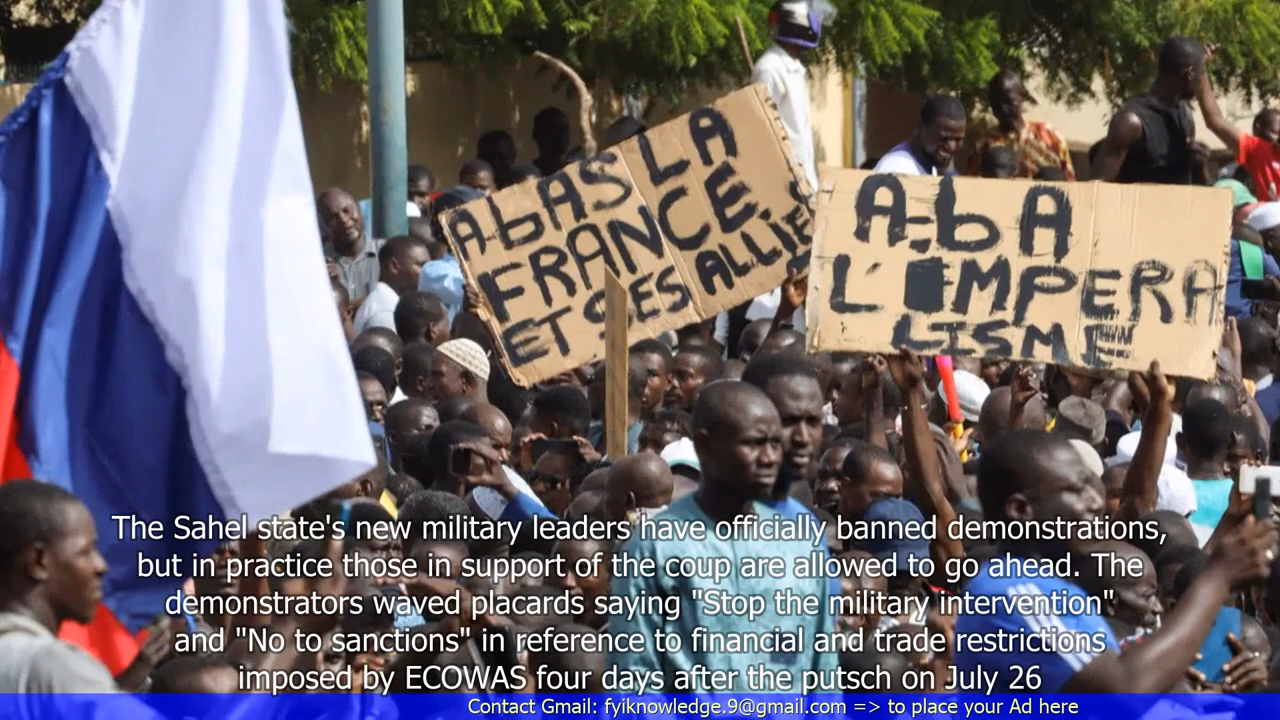 AbAS LA
FRANCE
ET SES ALLIE
A.bA
L'IMPERA
LISME
The Sahel state's new military leaders have officially banned demonstrations,
but in practice those in support of the coup are allowed to go ahead. The
demonstrators waved placards saying "Stop the military intervention"
and "No to sanctions" in reference to financial and trade restrictions
imposed by ECOWAS four days after the putsch on July 26
Contact Gmail: fyiknowledge.9@gmail.com => to place your Ad here